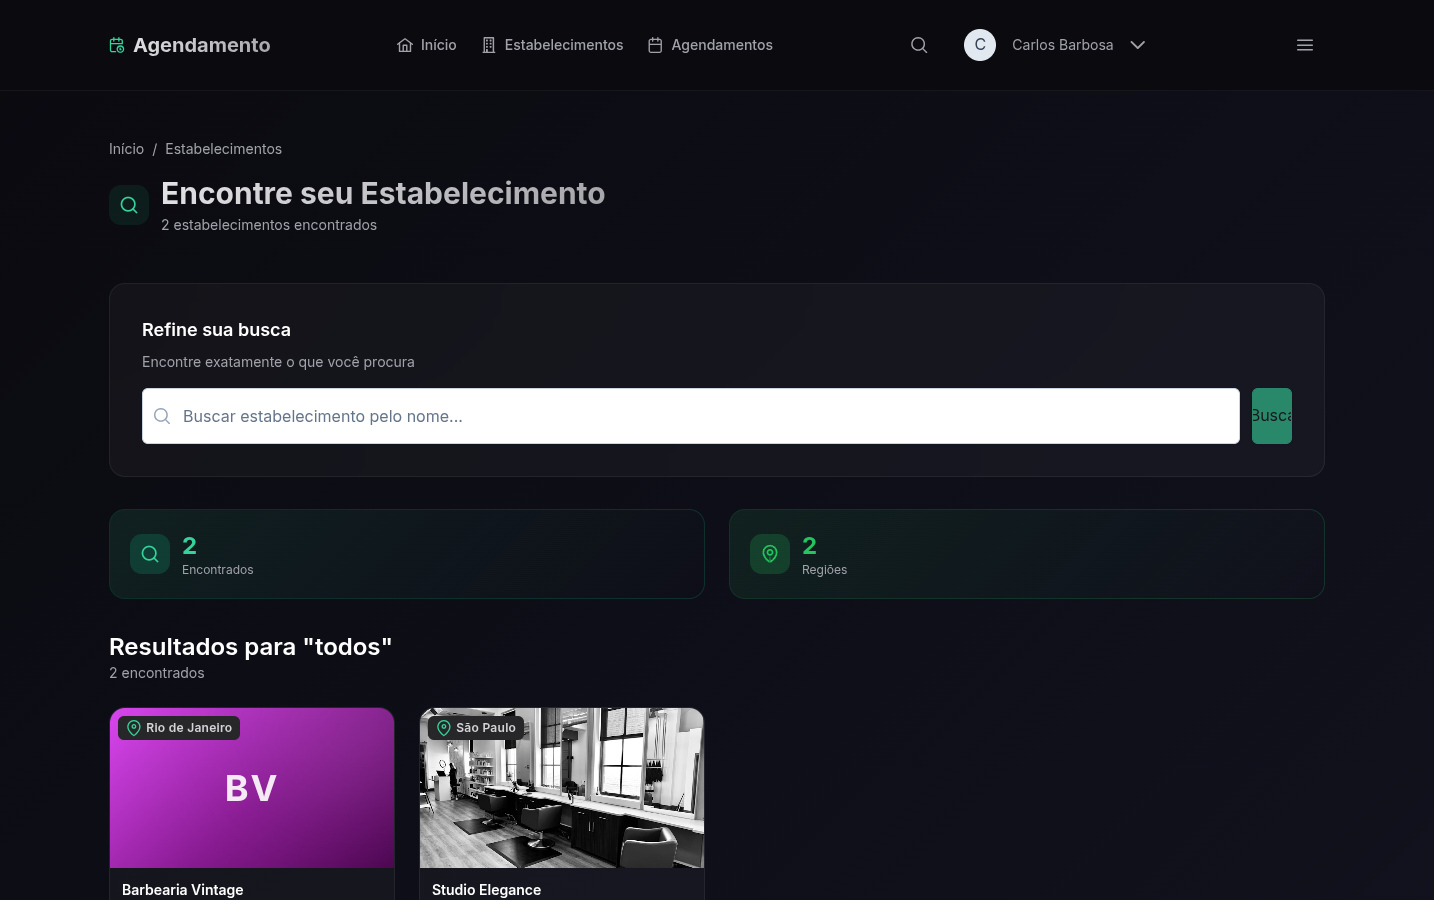 Agendamento
Início
Estabelecimentos
Agendamentos
C
Carlos Barbosa
Início / Estabelecimentos
Encontre seu Estabelecimento
2 estabelecimentos encontrados
Refine sua busca
Encontre exatamente o que você procura
Buscar estabelecimento pelo nome...
Busca
2
Encontrados
2
Regiões
Resultados para "todos"
2 encontrados
Rio de Janeiro
BV
Barbearia Vintage
São Paulo
Studio Elegance